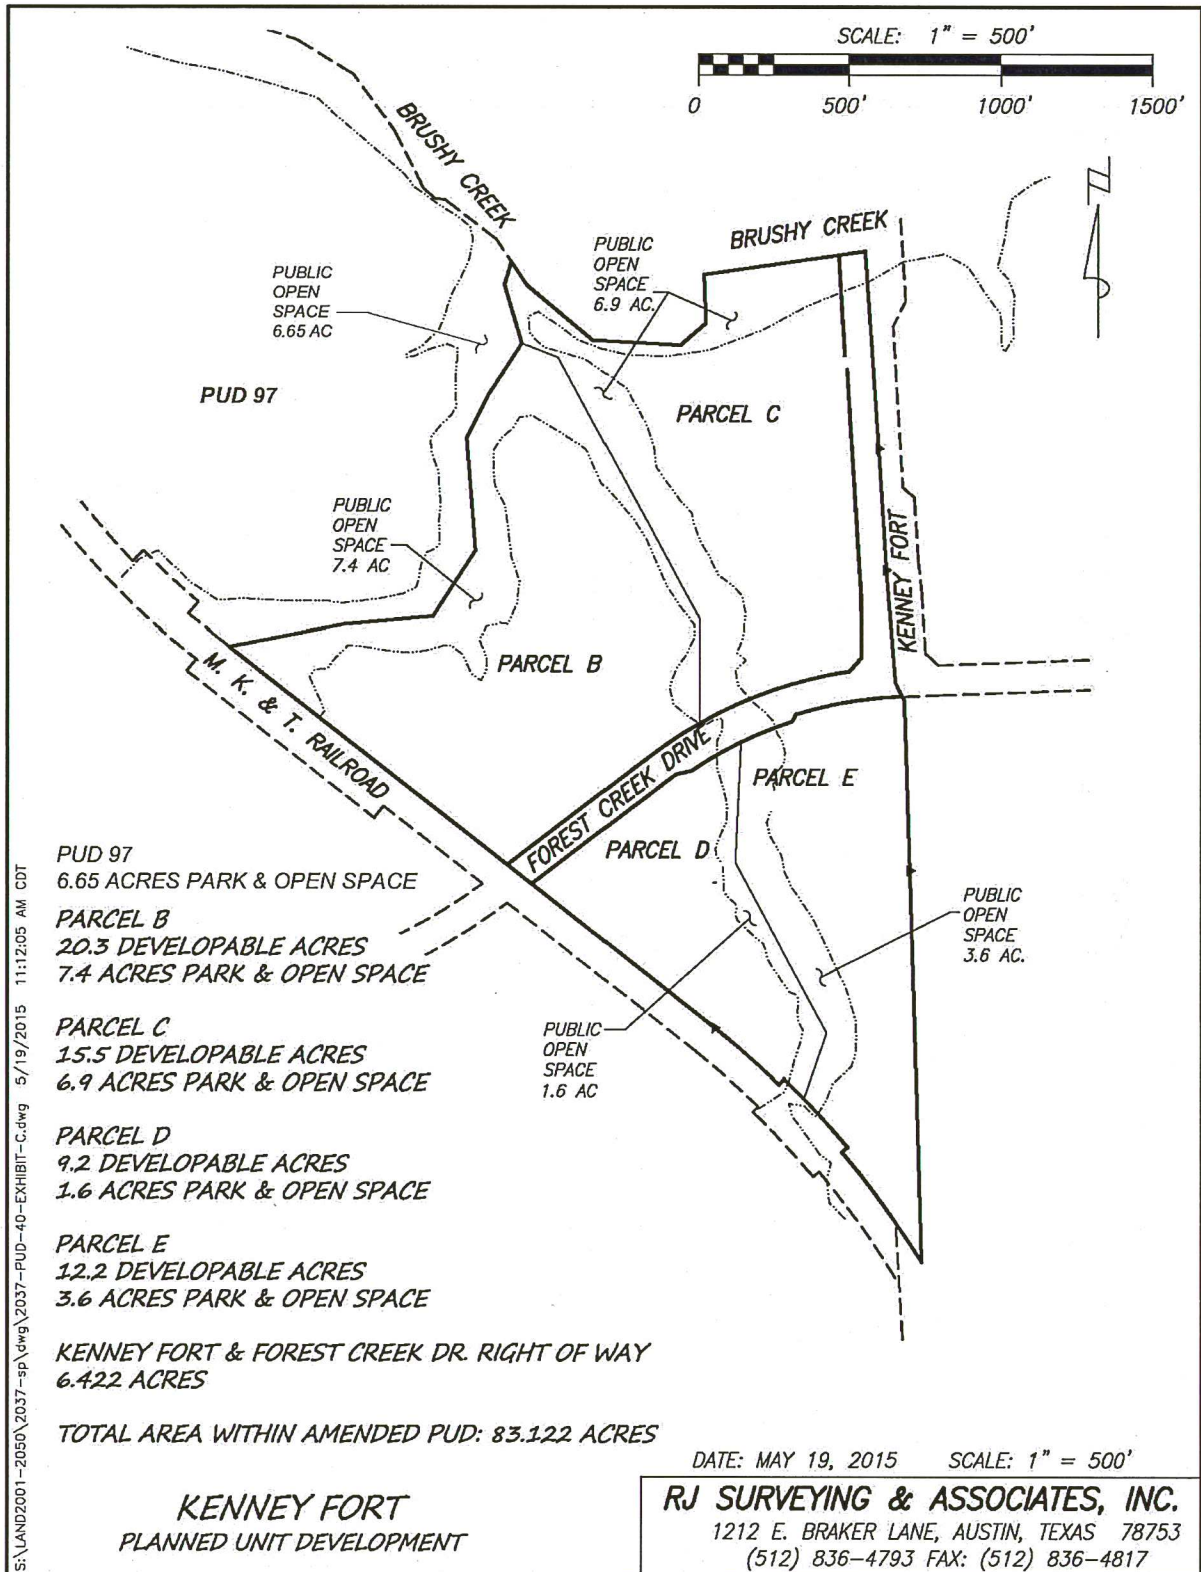 SCALE: 1" = 500'
0 500' 1000' 1500'
BRUSHY CREEK
BRUSHY CREEK
PUBLIC
OPEN
SPACE
6.9 AC.
PUBLIC
OPEN
SPACE
6.65 AC
PUD 97
PARCEL C
PUBLIC
OPEN
SPACE
7.4 AC
KENNEY FORT
PARCEL B
M. K. & T. RAILROAD
FOREST CREEK DRIVE
PARCEL E
PARCEL D
PUBLIC
OPEN
SPACE
3.6 AC.
PUBLIC
OPEN
SPACE
1.6 AC
PUD 97
6.65 ACRES PARK & OPEN SPACE
PARCEL B
20.3 DEVELOPABLE ACRES
7.4 ACRES PARK & OPEN SPACE
PARCEL C
15.5 DEVELOPABLE ACRES
6.9 ACRES PARK & OPEN SPACE
PARCEL D
9.2 DEVELOPABLE ACRES
1.6 ACRES PARK & OPEN SPACE
PARCEL E
12.2 DEVELOPABLE ACRES
3.6 ACRES PARK & OPEN SPACE
KENNEY FORT & FOREST CREEK DR. RIGHT OF WAY
6.422 ACRES
TOTAL AREA WITHIN AMENDED PUD: 83.122 ACRES
KENNEY FORT
PLANNED UNIT DEVELOPMENT
DATE: MAY 19, 2015 SCALE: 1" = 500'
RJ SURVEYING & ASSOCIATES, INC.
1212 E. BRAKER LANE, AUSTIN, TEXAS 78753
(512) 836-4793 FAX: (512) 836-4817
S:\LAND2001-2050\2037-sp\dwg\2037-PUD-40-EXHIBIT-C.dwg 5/19/2015 11:12:05 AM CDT